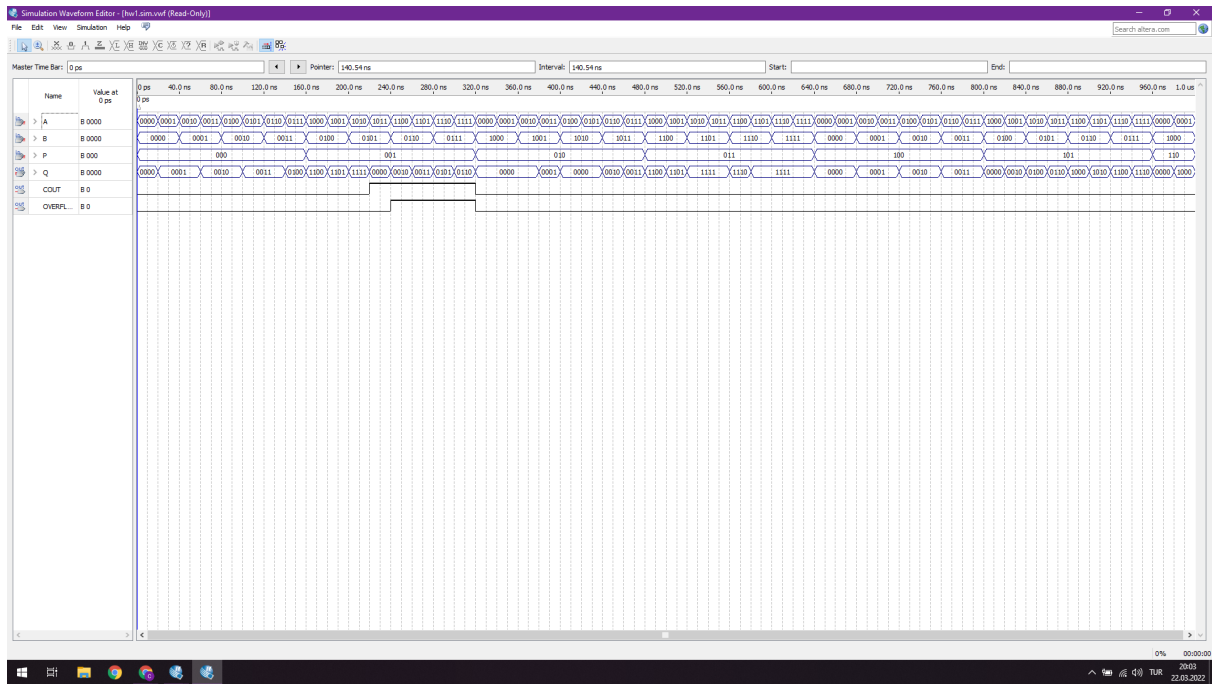 Simulation Waveform Editor - [hw1.sim.vwf (Read-Only)]
File Edit View Simulation Help
Search altera.com
Master Time Bar: 0 ps Pointer: 140.54 ns Interval: 140.54 ns Start: End:
Name Value at 0 ps
0 ps 40.0 ns 80.0 ns 120.0 ns 160.0 ns 200.0 ns 240.0 ns 280.0 ns 320.0 ns 360.0 ns 400.0 ns 440.0 ns 480.0 ns 520.0 ns 560.0 ns 600.0 ns 640.0 ns 680.0 ns 720.0 ns 760.0 ns 800.0 ns 840.0 ns 880.0 ns 920.0 ns 960.0 ns 1.0 us
0 ps
A B 0000 0000 0001 0010 0011 0100 0101 0110 0111 1000 1001 1010 1011 1100 1101 1110 1111 0000 0001 0010 0011 0100 0101 0110 0111 1000 1001 1010 1011 1100 1101 1110 1111 0000 0001 0010 0011 0100 0101 0110 0111 1000 1001 1010 1011 1100 1101 1110 1111 0000 0001
B B 0000 0000 0001 0010 0011 0100 0101 0110 0111 1000 1001 1010 1011 1100 1101 1110 1111 0000 0001 0010 0011 0100 0101 0110 0111 1000
P B 000 000 001 010 011 100 101 110
Q B 0000 0000 0001 0010 0011 0100 1100 1101 1111 0000 0010 0011 0101 0110 0000 0001 0000 0010 0011 1100 1101 1111 1110 1111 0000 0001 0010 0011 0000 0010 0100 0110 1000 1010 1100 1110 0000 1000
COUT B 0
OVERFL... B 0
0% 00:00:00
TUR
20:03
22.03.2022